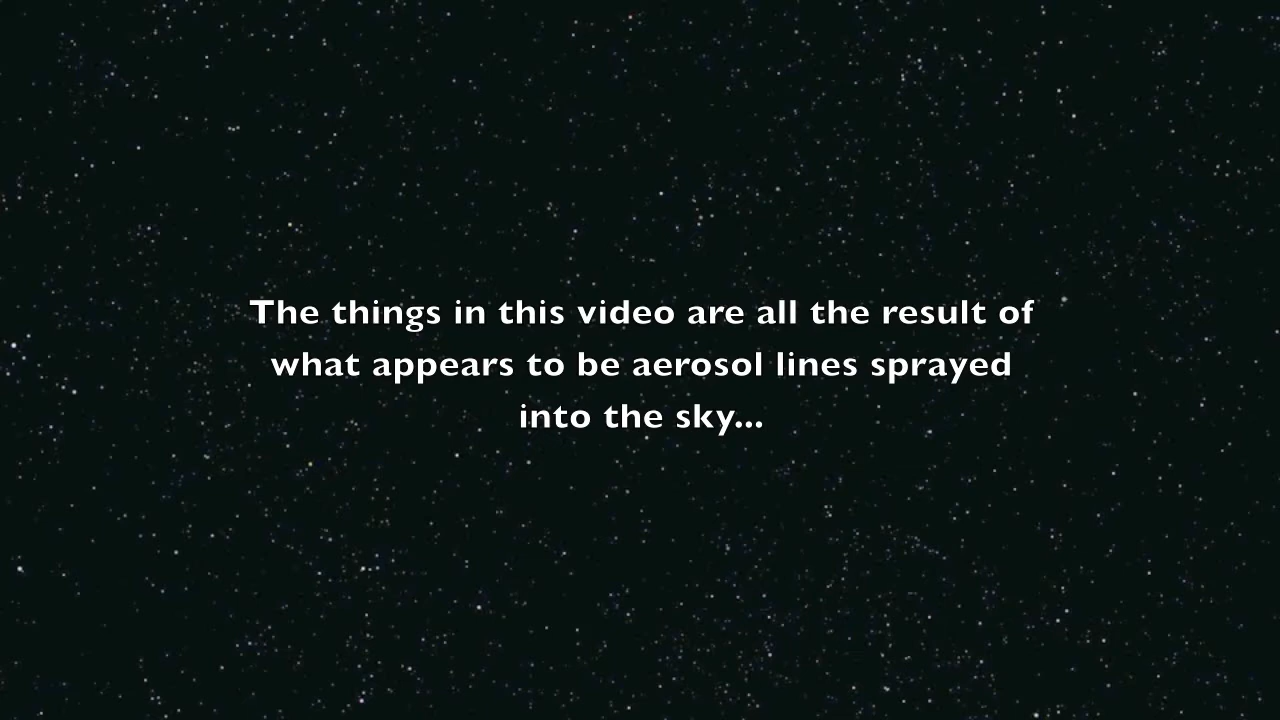 The things in this video are all the result of
what appears to be aerosol lines sprayed
into the sky...